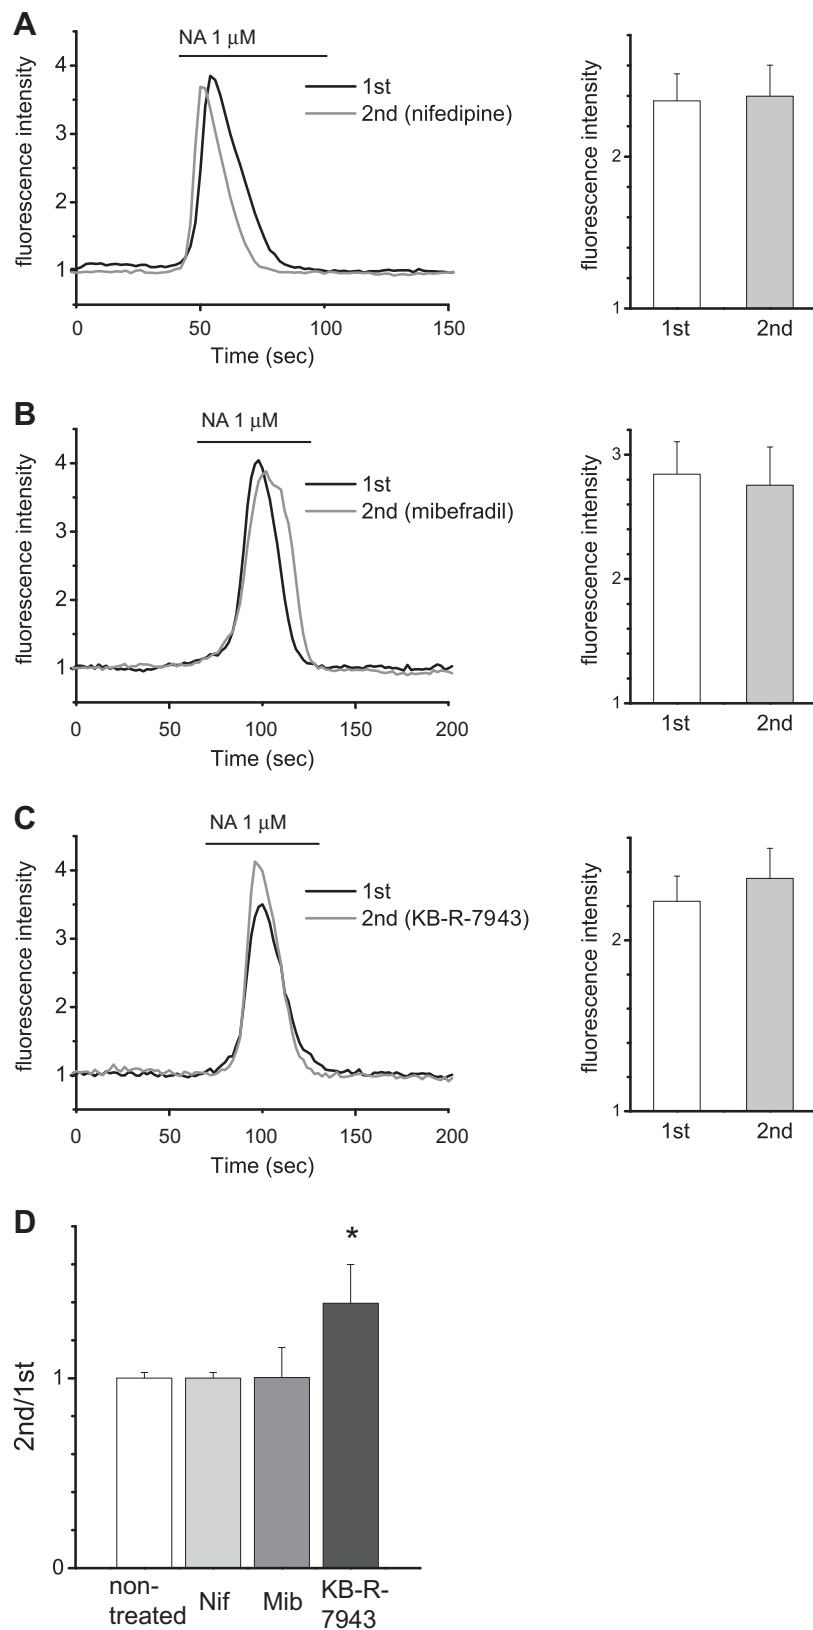 A
NA 1 μM
fluorescence intensity
4
3
2
1
1st
2nd (nifedipine)
0 50 100 150
Time (sec)
fluorescence intensity
2
1
1st 2nd
B
NA 1 μM
fluorescence intensity
4
3
2
1
1st
2nd (mibefradil)
0 50 100 150 200
Time (sec)
fluorescence intensity
3
2
1
1st 2nd
C
NA 1 μM
fluorescence intensity
4
3
2
1
1st
2nd (KB-R-7943)
0 50 100 150 200
Time (sec)
fluorescence intensity
2
1
1st 2nd
D
*
2nd/1st
1
0
non-
treated
Nif
Mib
KB-R-
7943